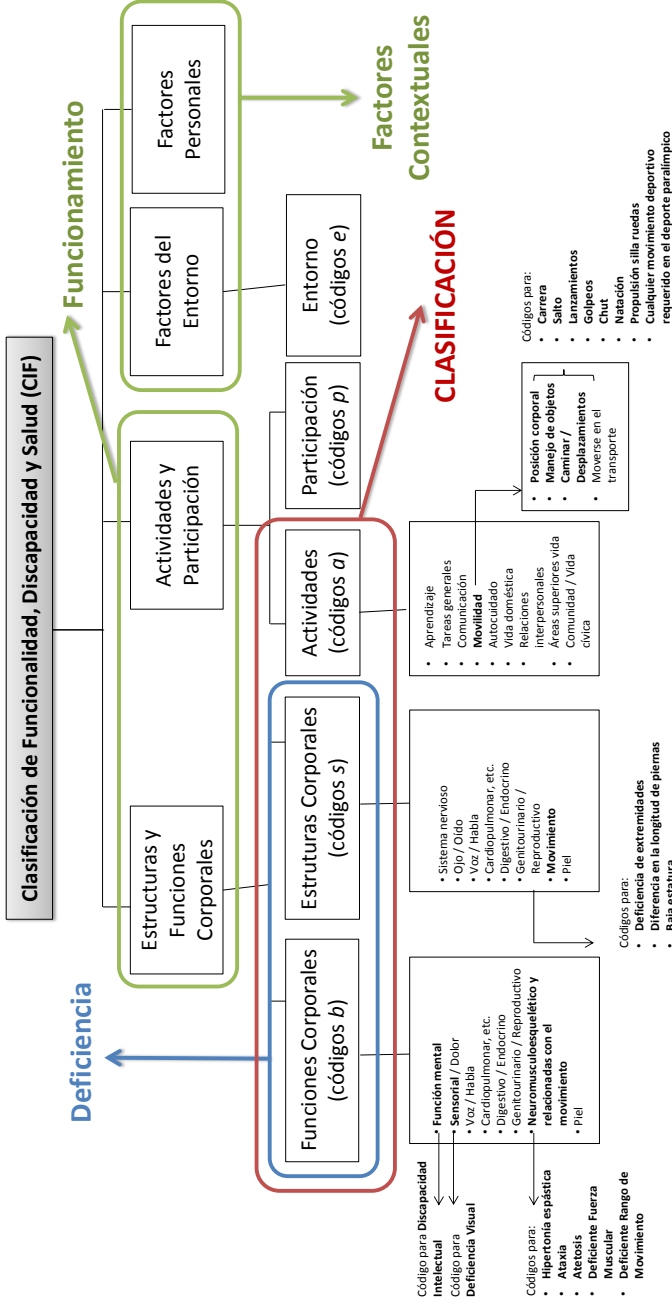 Clasificación de Funcionalidad, Discapacidad y Salud (CIF)
Deficiencia
Funcionamiento
Estructuras y
Funciones
Corporales
Actividades y
Participación
Factores del
Entorno
Factores
Personales
Funciones Corporales
(códigos b)
Estruturas Corporales
(códigos s)
Actividades
(códigos a)
Participación
(códigos p)
Entorno
(códigos e)
Factores
Contextuales
CLASIFICACIÓN
Código para Discapacidad
Intelectual
Código para
Deficiencia Visual
Códigos para:
• Hipertonía espástica
• Ataxia
• Atetosis
• Deficiente Fuerza
Muscular
• Deficiente Rango de
Movimiento
• Función mental
• Sensorial / Dolor
• Voz / Habla
• Cardiopulmonar, etc.
• Digestivo / Endocrino
• Genitourinario / Reproductivo
• Neuromusculoesquelético y
relacionadas con el
movimiento
• Piel
• Sistema nervioso
• Ojo / Oído
• Voz / Habla
• Cardiopulmonar, etc.
• Digestivo / Endocrino
• Genitourinario /
Reproductivo
• Movimiento
• Piel
Códigos para:
• Deficiencia de extremidades
• Diferencia en la longitud de piernas
• Baja estatura
• Aprendizaje
• Tareas generales
• Comunicación
• Movilidad
• Autocuidado
• Vida doméstica
• Relaciones
interpersonales
• Áreas superiores vida
• Comunidad / Vida
cívica
• Posición corporal
• Manejo de objetos
• Caminar /
Desplazamientos
• Moverse en el
transporte
Códigos para:
• Carrera
• Salto
• Lanzamientos
• Golpeos
• Chut
• Natación
• Propulsión silla ruedas
• Cualquier movimiento deportivo
requerido en el deporte paralímpico